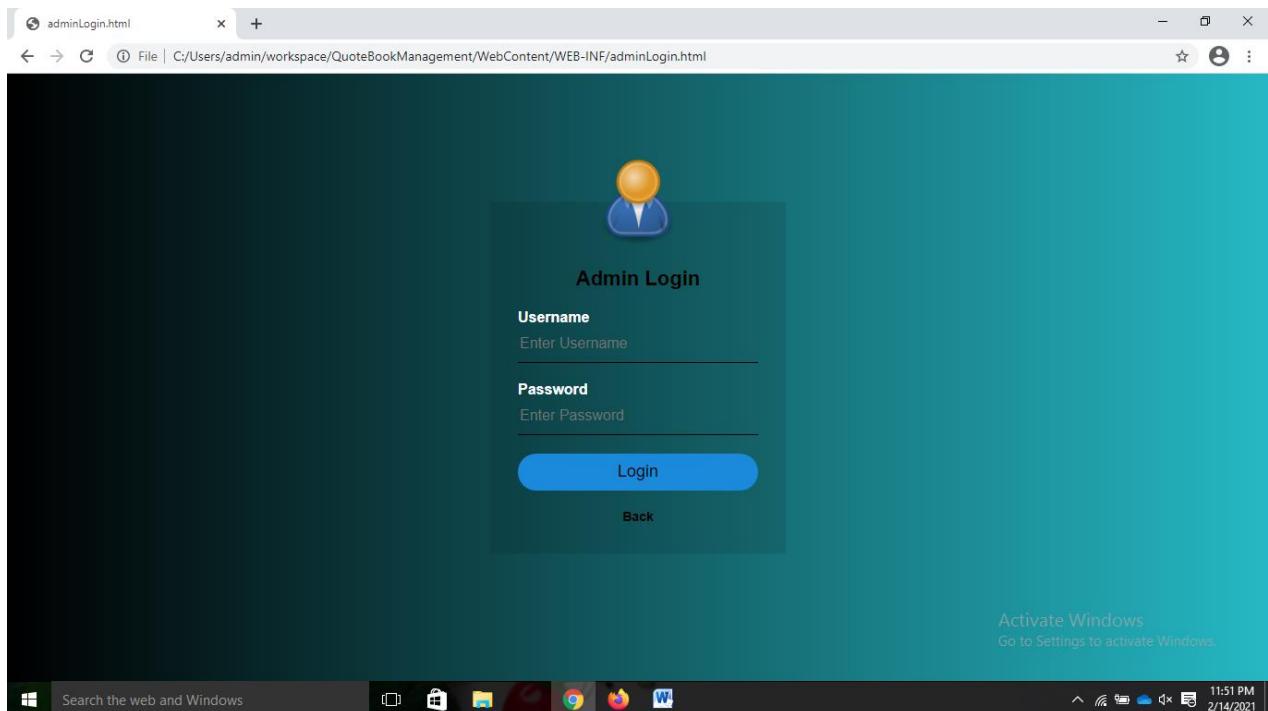 adminLogin.html
File | C:/Users/admin/workspace/QuoteBookManagement/WebContent/WEB-INF/adminLogin.html
Admin Login
Username
Enter Username
Password
Enter Password
Login
Back
Activate Windows
Go to Settings to activate Windows.
Search the web and Windows
11:51 PM
2/14/2021